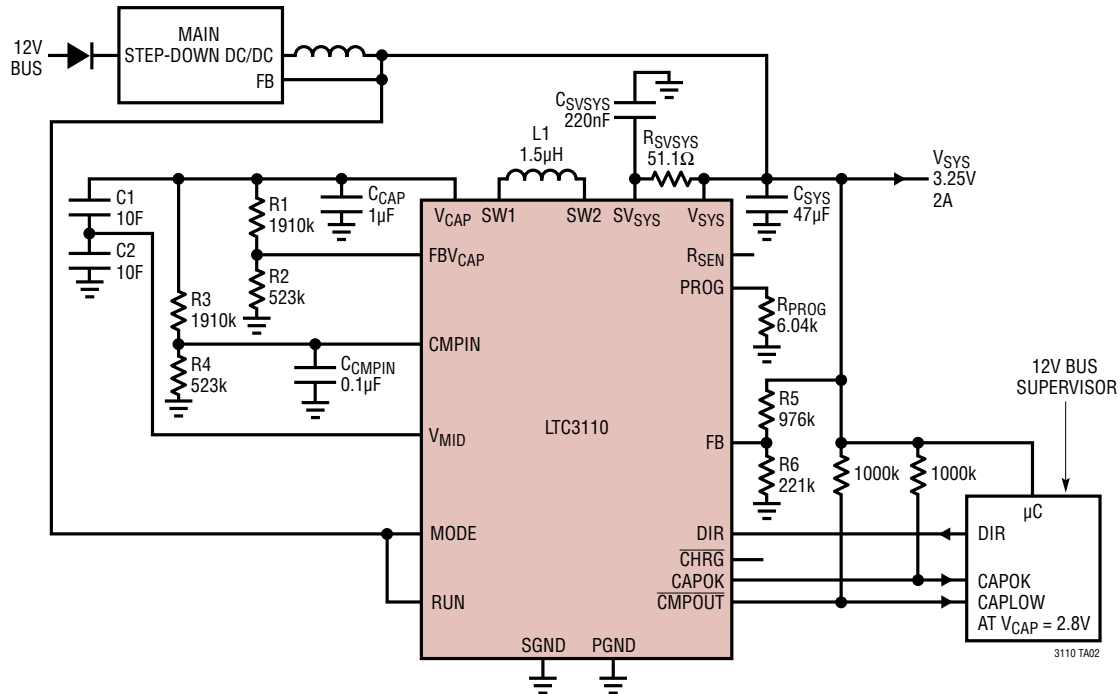 12V
BUS
MAIN
STEP-DOWN DC/DC
FB
CSVSYS
220nF
RSVSYS
51.1Ω
L1
1.5µH
VSYS
3.25V
2A
C1
10F
C2
10F
R1
1910k
CCAP
1µF
CSYS
47µF
VCAP
SW1
SW2
SVSYS
VSYS
FBVCAP
RSEN
R2
523k
PROG
RPROG
6.04k
R3
1910k
CMPIN
R4
523k
CCMPIN
0.1µF
12V BUS
SUPERVISOR
LTC3110
R5
976k
VMID
FB
R6
221k
1000k
1000k
µC
MODE
DIR
DIR
CHRG
CAPOK
CAPOK
RUN
CMPOUT
CAPLOW
AT VCAP = 2.8V
SGND
PGND
3110 TA02